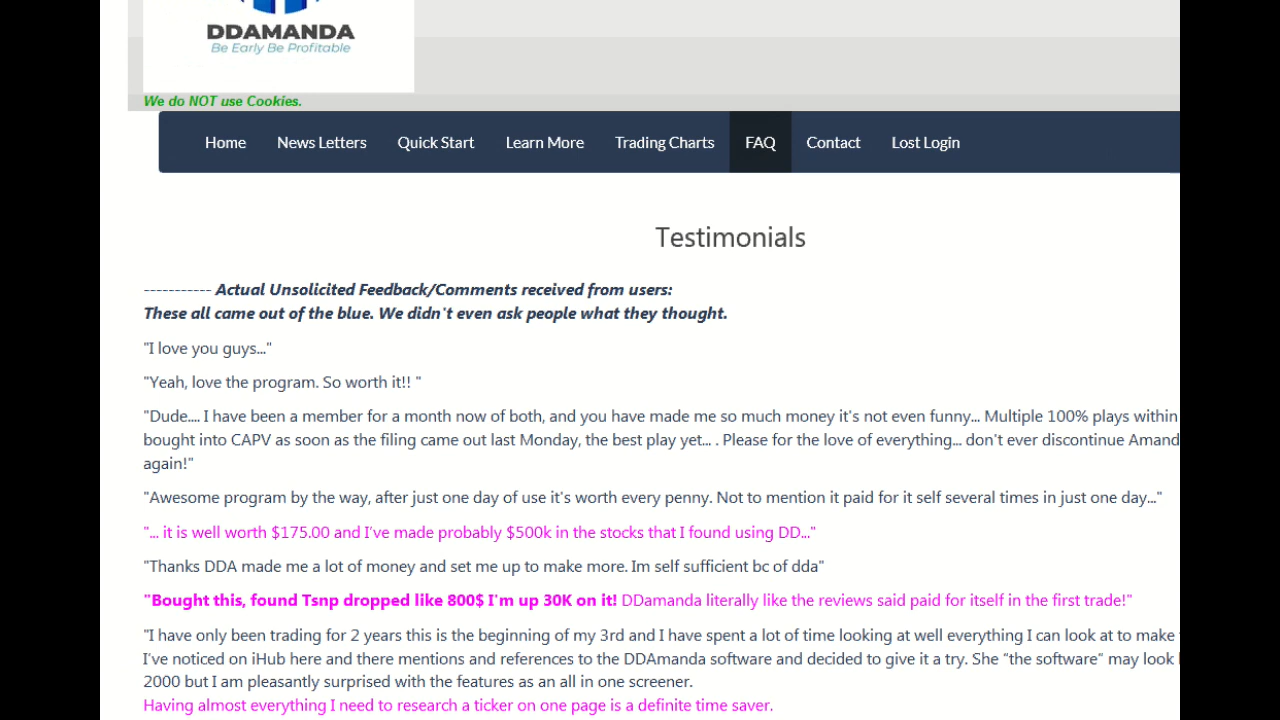 DDAMANDA
Be Early Be Profitable
We do NOT use Cookies.
Home News Letters Quick Start Learn More Trading Charts FAQ Contact Lost Login
Testimonials
----------- Actual Unsolicited Feedback/Comments received from users:
These all came out of the blue. We didn't even ask people what they thought.
"I love you guys..."
"Yeah, love the program. So worth it!! "
"Dude.... I have been a member for a month now of both, and you have made me so much money it's not even funny... Multiple 100% plays within
bought into CAPV as soon as the filing came out last Monday, the best play yet... . Please for the love of everything... don't ever discontinue Amand
again!"
"Awesome program by the way, after just one day of use it's worth every penny. Not to mention it paid for it self several times in just one day..."
"... it is well worth $175.00 and I’ve made probably $500k in the stocks that I found using DD..."
"Thanks DDA made me a lot of money and set me up to make more. Im self sufficient bc of dda"
"Bought this, found Tsnp dropped like 800$ I'm up 30K on it! DDamanda literally like the reviews said paid for itself in the first trade!"
"I have only been trading for 2 years this is the beginning of my 3rd and I have spent a lot of time looking at well everything I can look at to make
I’ve noticed on iHub here and there mentions and references to the DDAmanda software and decided to give it a try. She “the software” may look
2000 but I am pleasantly surprised with the features as an all in one screener.
Having almost everything I need to research a ticker on one page is a definite time saver.